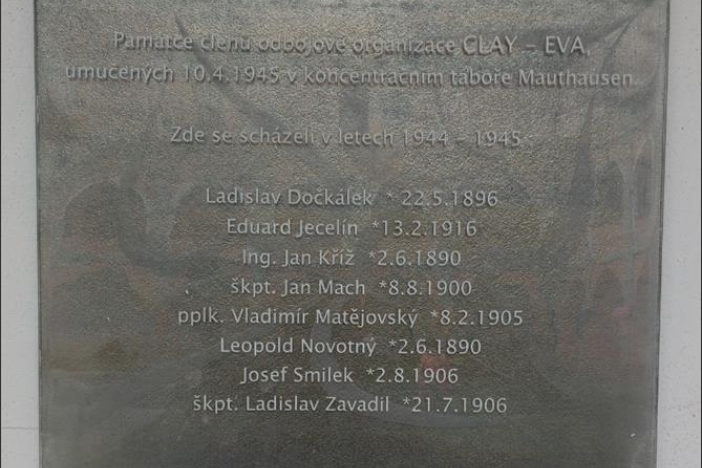 Památce členů odbojové organizace CLAY – EVA,
umučených 10.4.1945 v koncentračním táboře Mauthausen.
Zde se scházeli v letech 1944 – 1945
Ladislav Dočkálek * 22.5.1896
Eduard Jecelín *13.2.1916
Ing. Jan Kříž *2.6.1890
škpt. Jan Mach *8.8.1900
pplk. Vladimír Matějovský *8.2.1905
Leopold Novotný *2.6.1890
Josef Smilek *2.8.1906
škpt. Ladislav Zavadil *21.7.1906